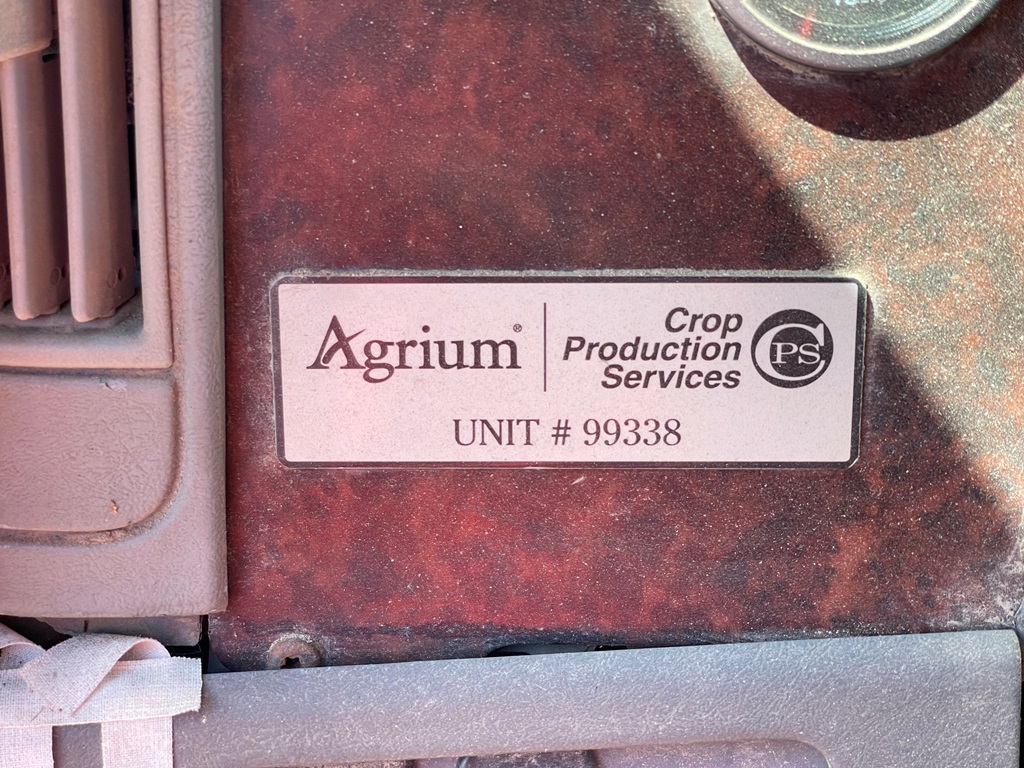 Agrium®
Crop
Production
Services
CPS
UNIT # 99338